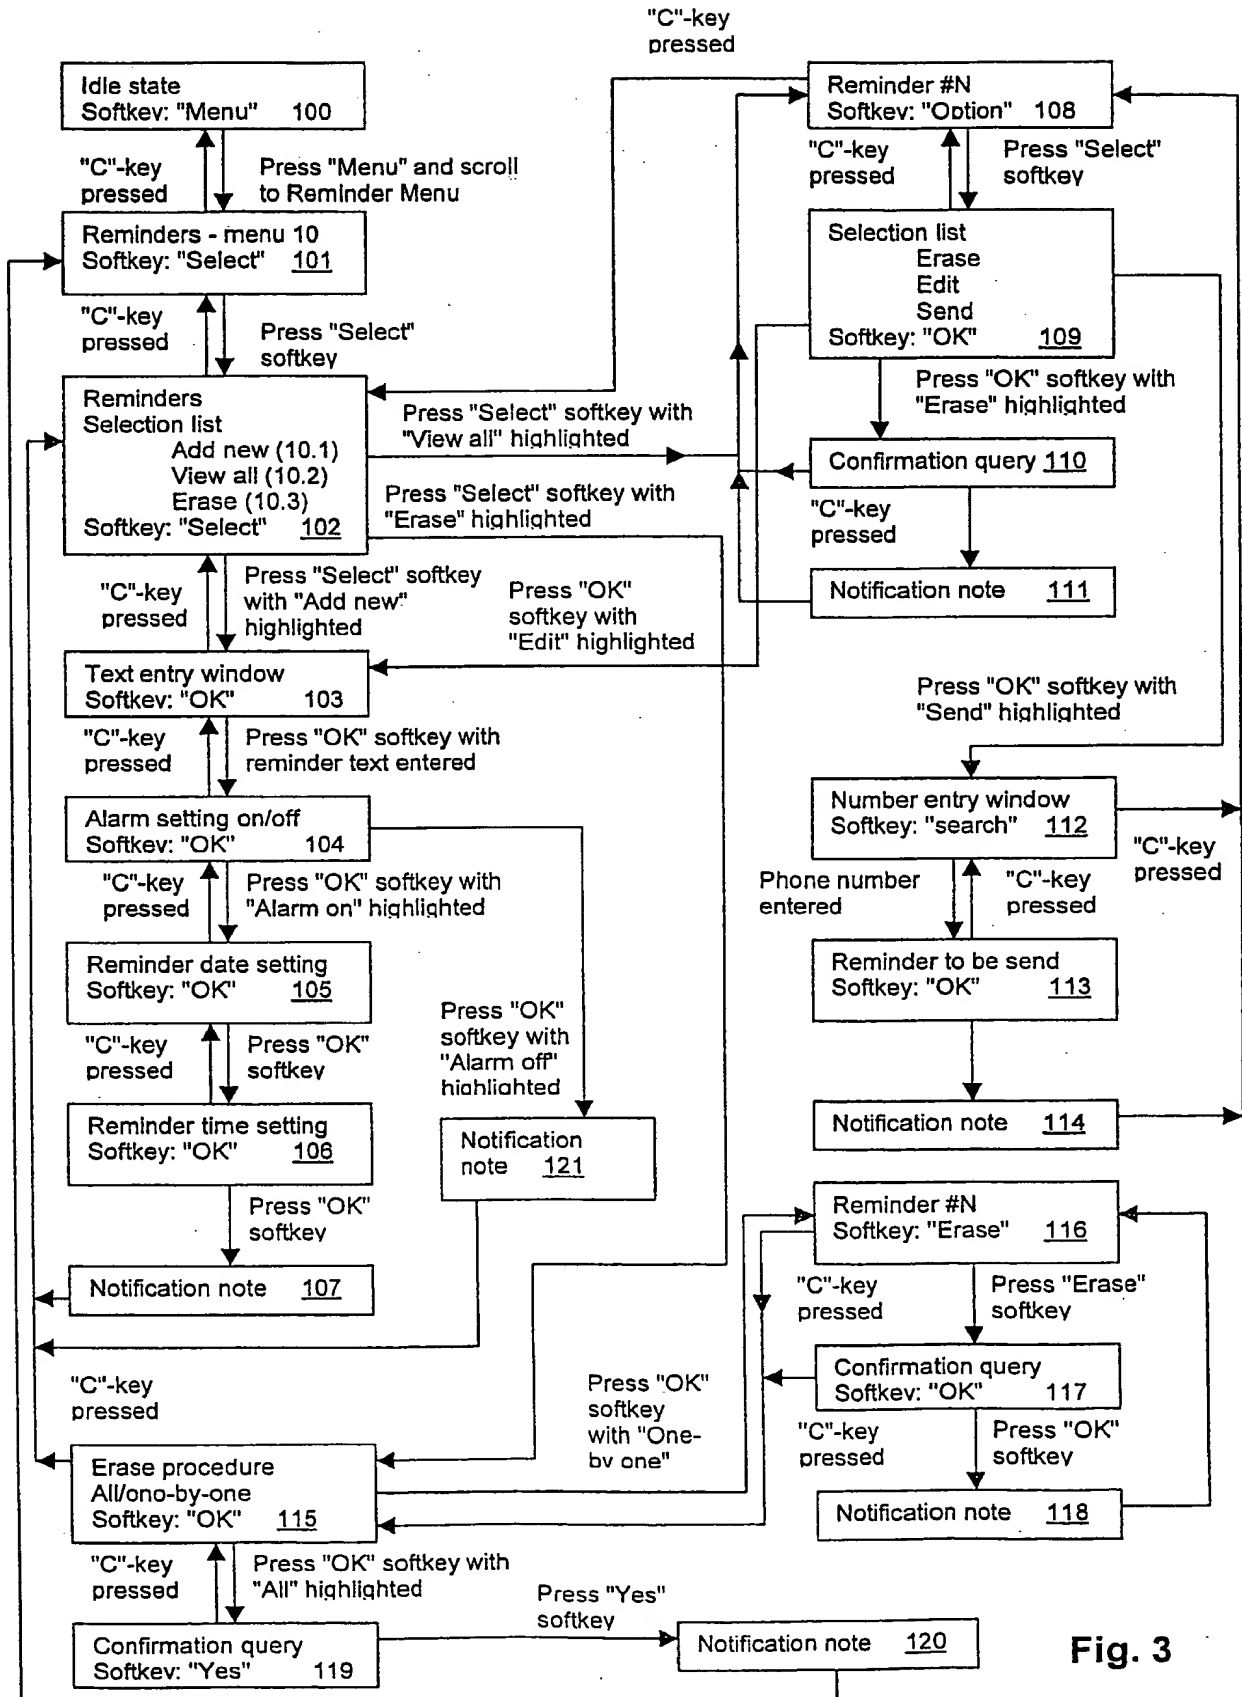 "C"-key
pressed
Idle state
Softkey: "Menu" 100
"C"-key
pressed
Press "Menu" and scroll
to Reminder Menu
Reminders - menu 10
Softkey: "Select" 101
"C"-key
pressed
Press "Select"
softkey
Reminders
Selection list
Add new (10.1)
View all (10.2)
Erase (10.3)
Softkey: "Select" 102
Press "Select" softkey with
"View all" highlighted
Press "Select" softkey with
"Erase" highlighted
"C"-key
pressed
Press "Select" softkey
with "Add new"
highlighted
Press "OK"
softkey with
"Edit" highlighted
Text entry window
Softkey: "OK" 103
"C"-key
pressed
Press "OK" softkey with
reminder text entered
Alarm setting on/off
Softkey: "OK" 104
"C"-key
pressed
Press "OK" softkey with
"Alarm on" highlighted
Reminder date setting
Softkey: "OK" 105
"C"-key
pressed
Press "OK"
softkey
Press "OK"
softkey with
"Alarm off"
highlighted
Reminder time setting
Softkey: "OK" 106
Notification
note 121
Press "OK"
softkey
Notification note 107
"C"-key
pressed
Erase procedure
All/ono-by-one
Softkey: "OK" 115
Press "OK"
softkey
with "One-
by one"
"C"-key
pressed
Press "OK" softkey with
"All" highlighted
Confirmation query
Softkey: "Yes" 119
Press "Yes"
softkey
Notification note 120
Reminder #N
Softkey: "Option" 108
"C"-key
pressed
Press "Select"
softkey
Selection list
Erase
Edit
Send
Softkey: "OK" 109
Press "OK" softkey with
"Erase" highlighted
Confirmation query 110
"C"-key
pressed
Notification note 111
Press "OK" softkey with
"Send" highlighted
Number entry window
Softkey: "search" 112
"C"-key
pressed
Phone number
entered
"C"-key
pressed
Reminder to be send
Softkey: "OK" 113
Notification note 114
Reminder #N
Softkey: "Erase" 116
"C"-key
pressed
Press "Erase"
softkey
Confirmation query
Softkey: "OK" 117
"C"-key
pressed
Press "OK"
softkey
Notification note 118
Fig. 3